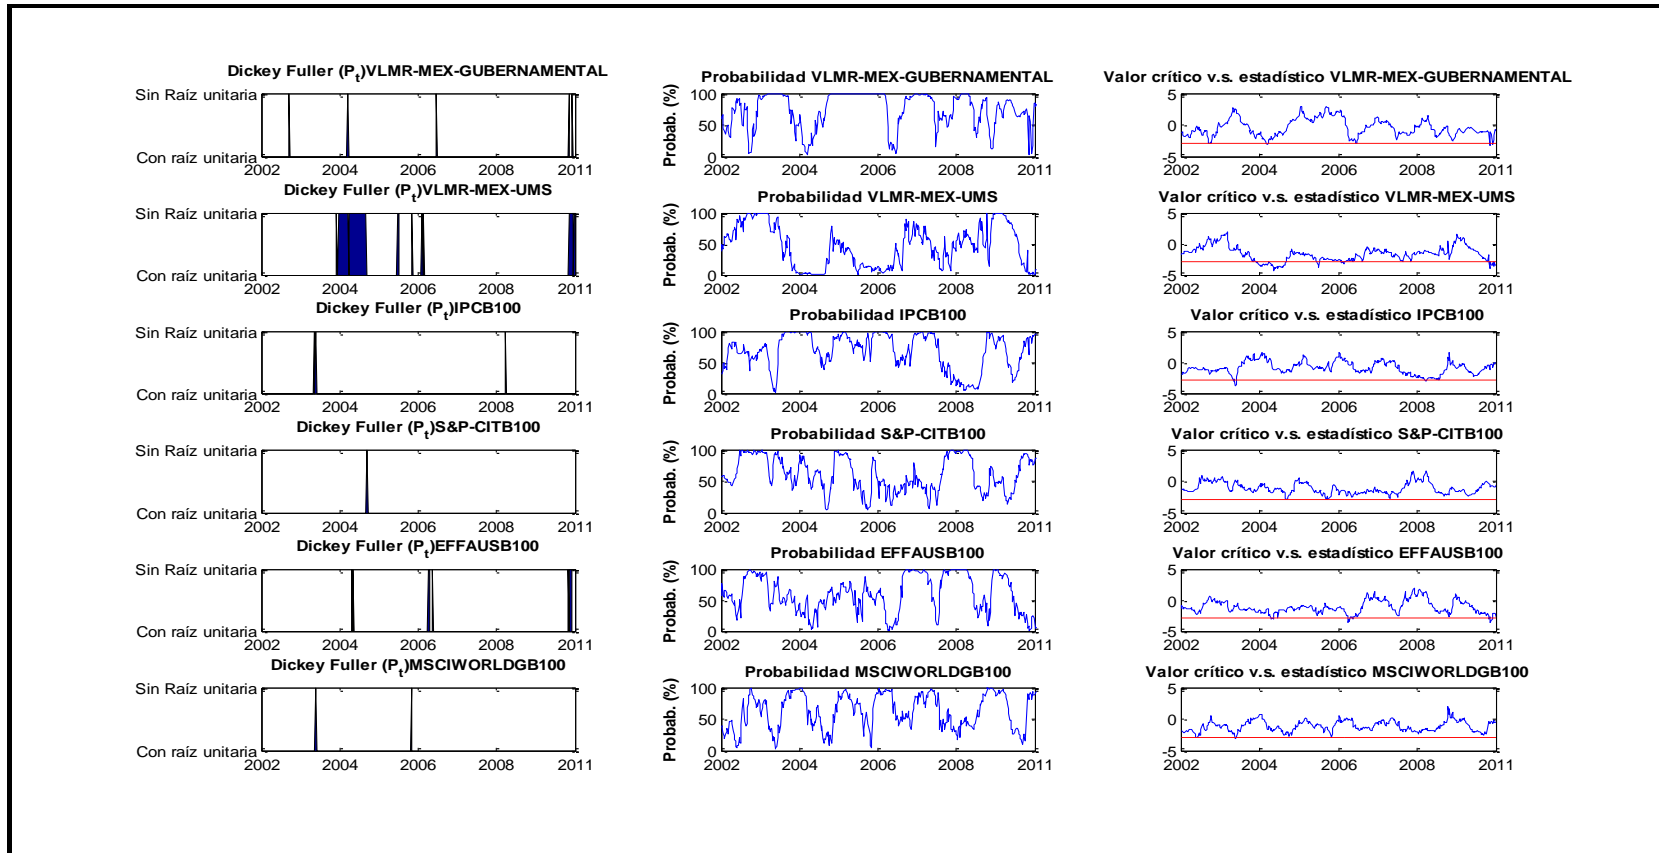 Dickey Fuller (Pt)VLMR-MEX-GUBERNAMENTAL
Sin Raíz unitaria
Con raíz unitaria
2002 2004 2006 2008 2011
Probabilidad VLMR-MEX-GUBERNAMENTAL
Probab. (%)
100
50
0
2002 2004 2006 2008 2011
Valor crítico v.s. estadístico VLMR-MEX-GUBERNAMENTAL
5
0
-5
2002 2004 2006 2008 2011
Dickey Fuller (Pt)VLMR-MEX-UMS
Sin Raíz unitaria
Con raíz unitaria
2002 2004 2006 2008 2011
Probabilidad VLMR-MEX-UMS
Probab. (%)
100
50
0
2002 2004 2006 2008 2011
Valor crítico v.s. estadístico VLMR-MEX-UMS
5
0
-5
2002 2004 2006 2008 2011
Dickey Fuller (Pt)IPCB100
Sin Raíz unitaria
Con raíz unitaria
2002 2004 2006 2008 2011
Probabilidad IPCB100
Probab. (%)
100
50
0
2002 2004 2006 2008 2011
Valor crítico v.s. estadístico IPCB100
5
0
-5
2002 2004 2006 2008 2011
Dickey Fuller (Pt)S&P-CITB100
Sin Raíz unitaria
Con raíz unitaria
2002 2004 2006 2008 2011
Probabilidad S&P-CITB100
Probab. (%)
100
50
0
2002 2004 2006 2008 2011
Valor crítico v.s. estadístico S&P-CITB100
5
0
-5
2002 2004 2006 2008 2011
Dickey Fuller (Pt)EFFAUSB100
Sin Raíz unitaria
Con raíz unitaria
2002 2004 2006 2008 2011
Probabilidad EFFAUSB100
Probab. (%)
100
50
0
2002 2004 2006 2008 2011
Valor crítico v.s. estadístico EFFAUSB100
5
0
-5
2002 2004 2006 2008 2011
Dickey Fuller (Pt)MSCIWORLDGB100
Sin Raíz unitaria
Con raíz unitaria
2002 2004 2006 2008 2011
Probabilidad MSCIWORLDGB100
Probab. (%)
100
50
0
2002 2004 2006 2008 2011
Valor crítico v.s. estadístico MSCIWORLDGB100
5
0
-5
2002 2004 2006 2008 2011